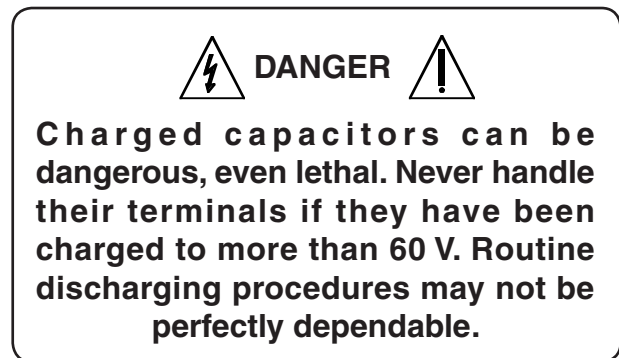 DANGER
Charged capacitors can be
dangerous, even lethal. Never handle
their terminals if they have been
charged to more than 60 V. Routine
discharging procedures may not be
perfectly dependable.